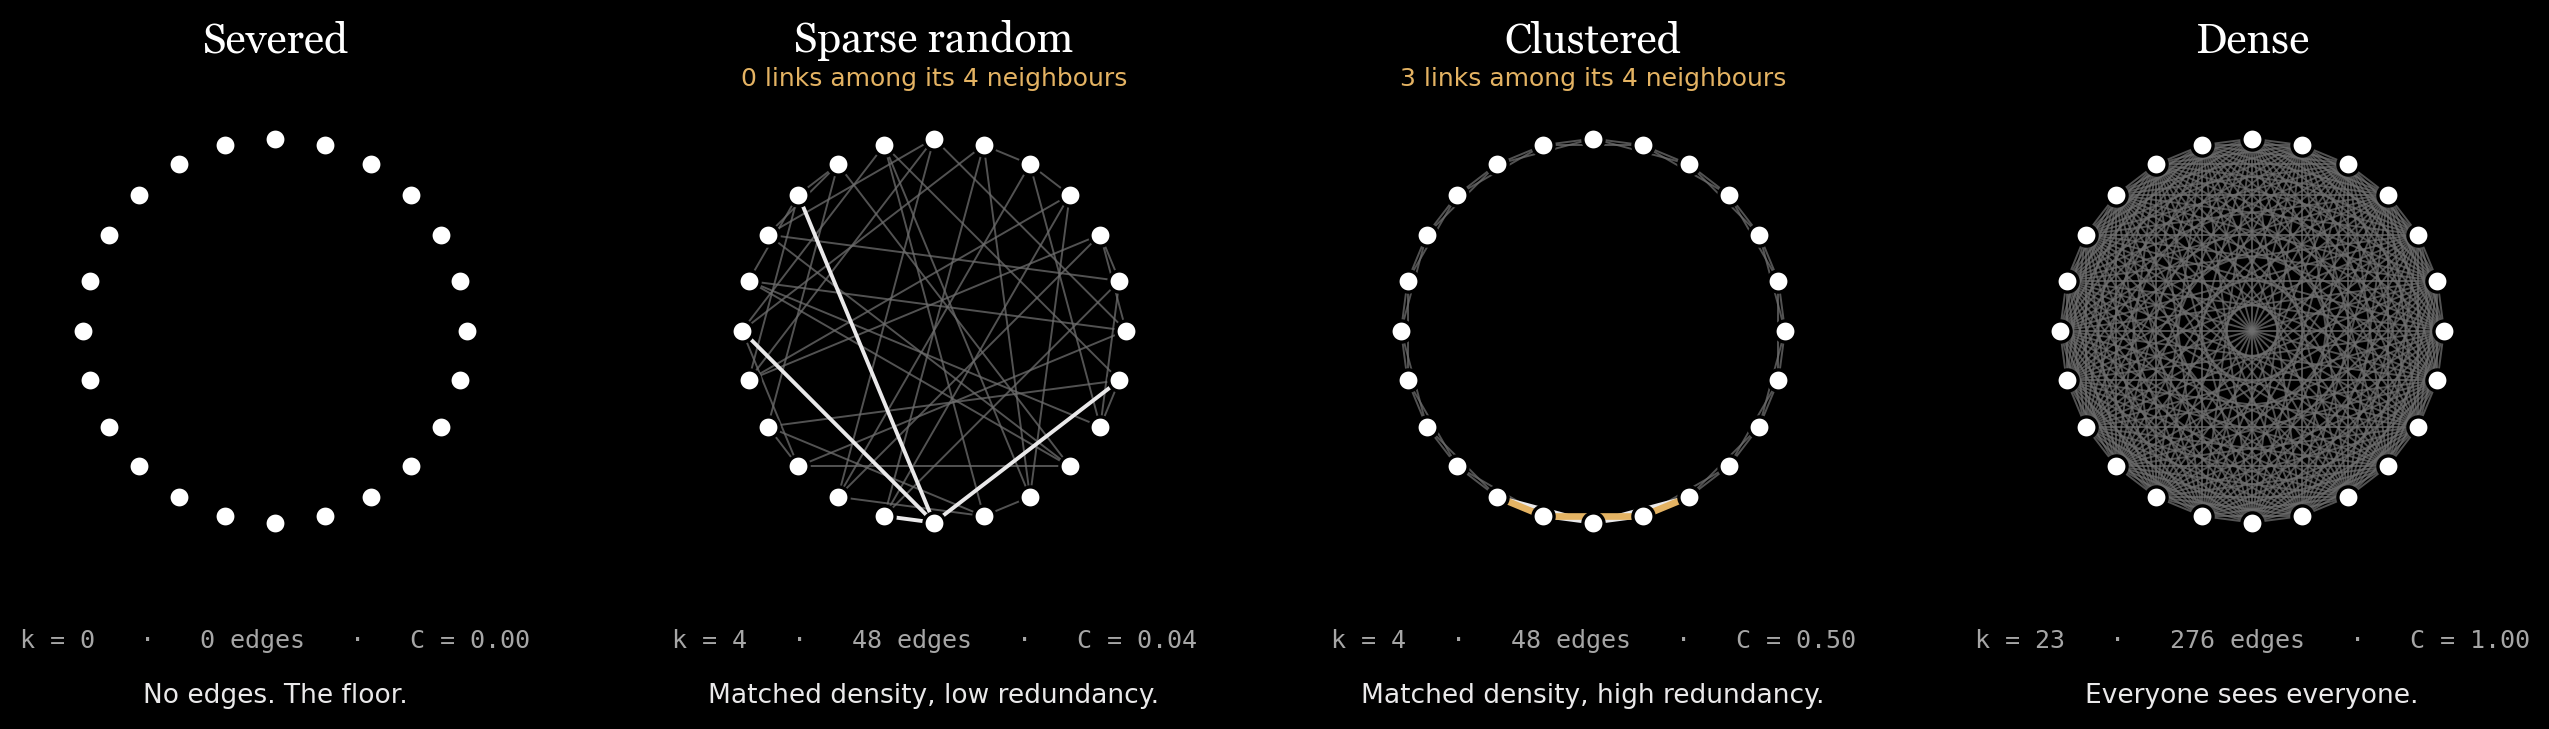 Severed
k = 0 · 0 edges · C = 0.00
No edges. The floor.
Sparse random
0 links among its 4 neighbours
k = 4 · 48 edges · C = 0.04
Matched density, low redundancy.
Clustered
3 links among its 4 neighbours
k = 4 · 48 edges · C = 0.50
Matched density, high redundancy.
Dense
k = 23 · 276 edges · C = 1.00
Everyone sees everyone.